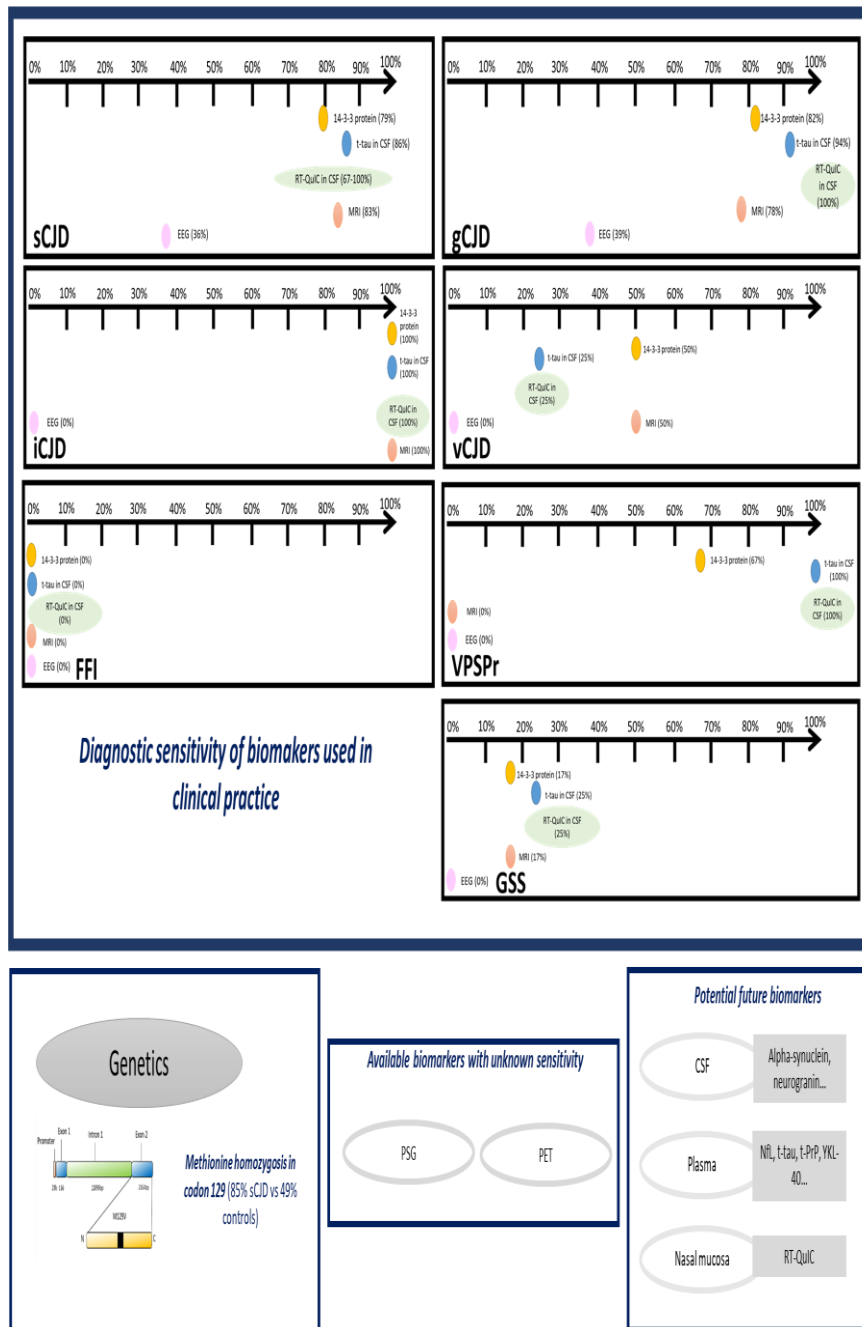 0% 10% 20% 30% 40% 50% 60% 70% 80% 90% 100%
14-3-3 protein (79%)
t-tau in CSF (86%)
RT-QuIC in CSF (67-100%)
MRI (83%)
EEG (36%)
sCJD
0% 10% 20% 30% 40% 50% 60% 70% 80% 90% 100%
14-3-3 protein (82%)
t-tau in CSF (94%)
RT-QuIC
in CSF
(100%)
MRI (78%)
EEG (39%)
gCJD
0% 10% 20% 30% 40% 50% 60% 70% 80% 90% 100%
14-3-3
protein
(100%)
t-tau in CSF
(100%)
RT-QuIC in
CSF (100%)
EEG (0%)
MRI (100%)
iCJD
0% 10% 20% 30% 40% 50% 60% 70% 80% 90% 100%
14-3-3 protein (50%)
t-tau in CSF (25%)
RT-QuIC in
CSF (25%)
EEG (0%)
MRI (50%)
vCJD
0% 10% 20% 30% 40% 50% 60% 70% 80% 90% 100%
14-3-3 protein (0%)
t-tau in CSF (0%)
RT-QuIC in CSF
(0%)
MRI (0%)
EEG (0%)
FFI
0% 10% 20% 30% 40% 50% 60% 70% 80% 90% 100%
14-3-3 protein (67%)
t-tau in CSF
(100%)
RT-QuIC in
CSF (100%)
MRI (0%)
EEG (0%)
VPSPr
Diagnostic sensitivity of biomakers used in
clinical practice
0% 10% 20% 30% 40% 50% 60% 70% 80% 90% 100%
14-3-3 protein (17%)
t-tau in CSF (25%)
RT-QuIC in CSF
(25%)
MRI (17%)
EEG (0%)
GSS
Genetics
Promoter Exon 1 Intron 1 Exon 2
M129V
N C
Methionine homozygosis in
codon 129 (85% sCJD vs 49%
controls)
Available biomarkers with unknown sensitivity
PSG PET
Potential future biomarkers
CSF
Alpha-synuclein,
neurogranin...
Plasma
NfL, t-tau, t-PrP, YKL-
40...
Nasal mucosa
RT-QuIC